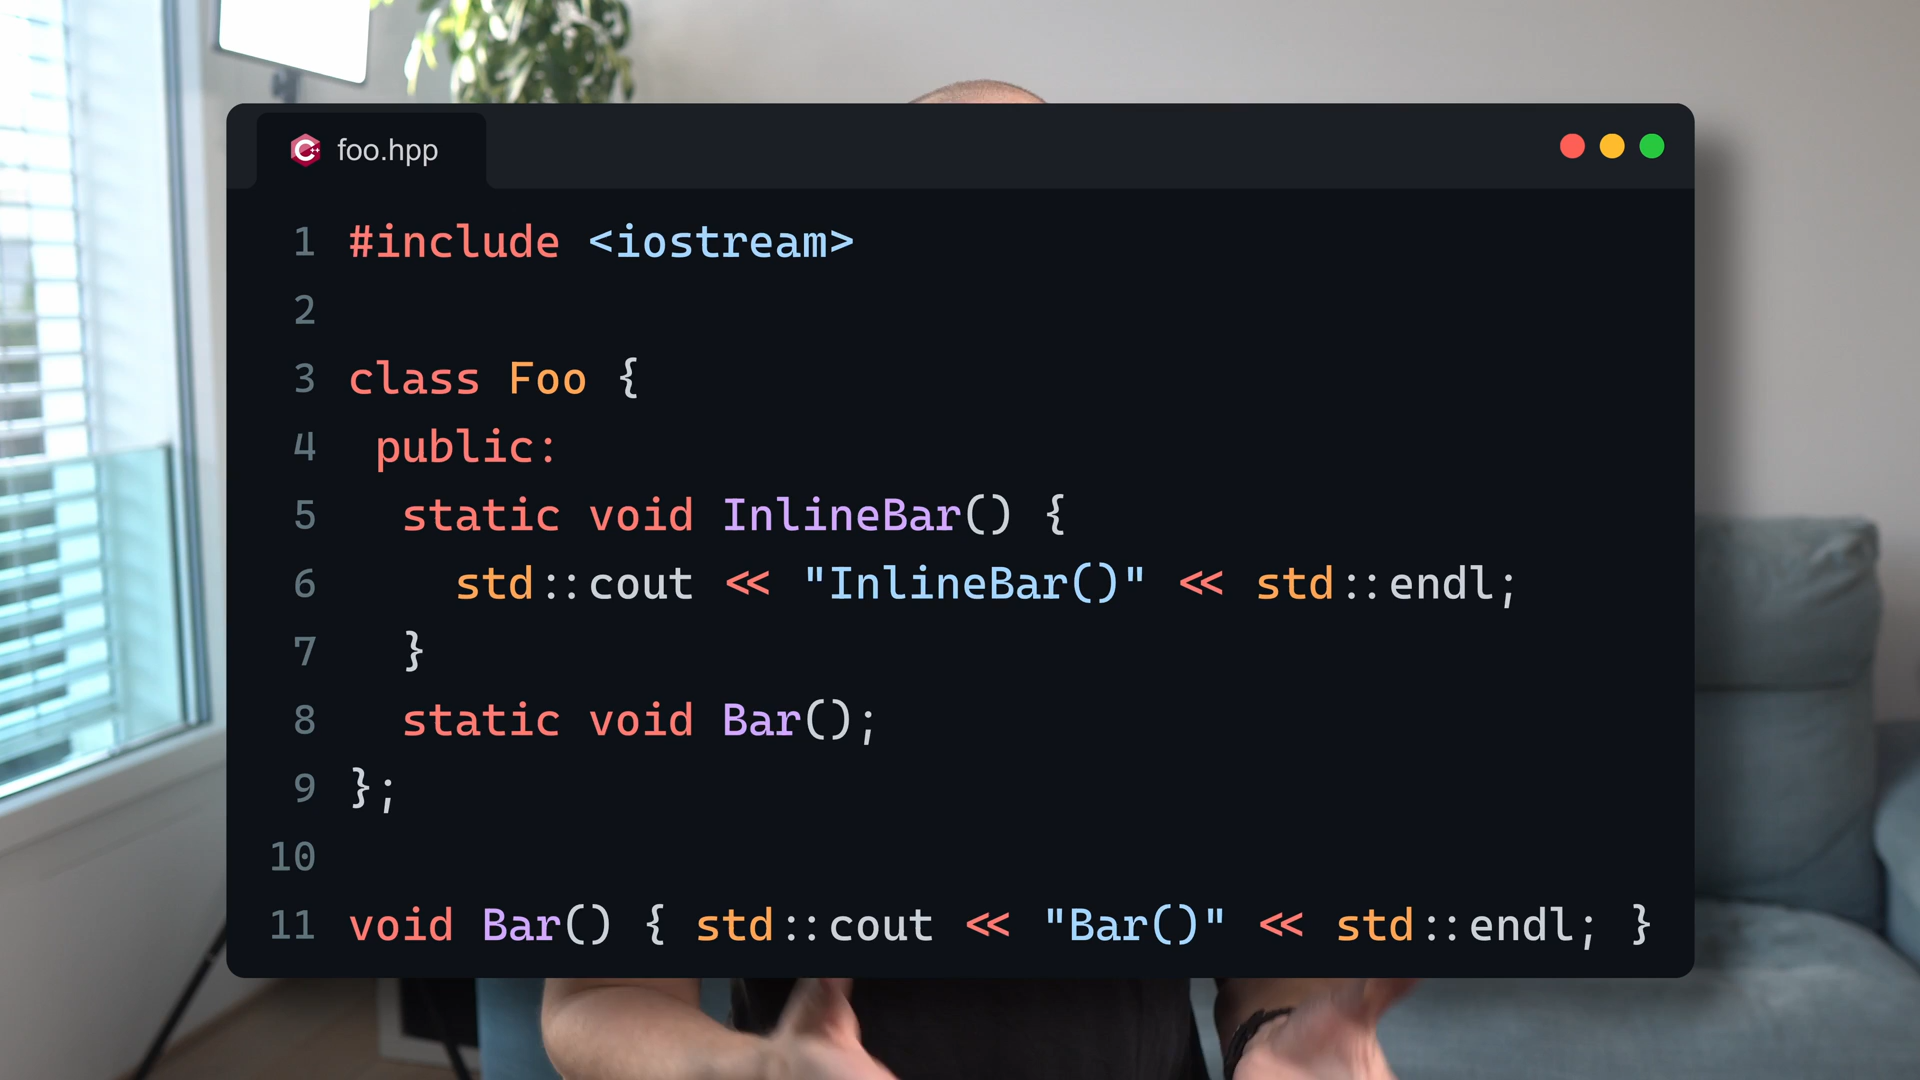 foo.hpp
1 #include <iostream>
2
3 class Foo {
4  public:
5   static void InlineBar() {
6     std::cout << "InlineBar()" << std::endl;
7   }
8   static void Bar();
9 };
10
11 void Bar() { std::cout << "Bar()" << std::endl; }